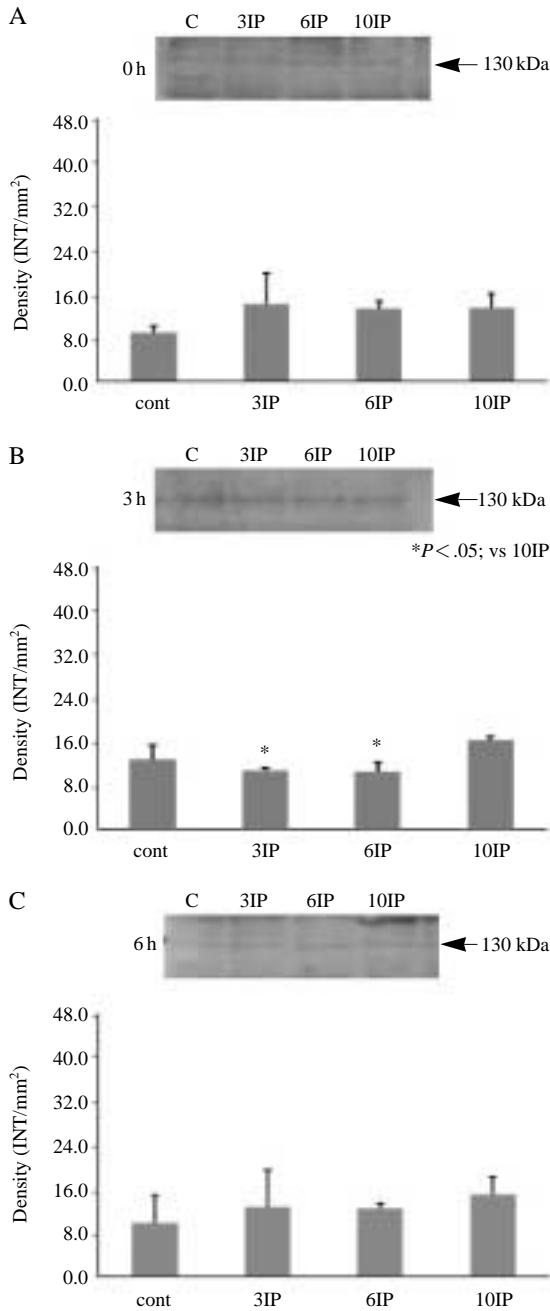 A
C 3IP 6IP 10IP
0 h
130 kDa
Density (INT/mm²)
48.0
40.0
32.0
24.0
16.0
8.0
0.0
cont 3IP 6IP 10IP
B
C 3IP 6IP 10IP
3 h
130 kDa
*P < .05; vs 10IP
Density (INT/mm²)
48.0
40.0
32.0
24.0
16.0
8.0
0.0
* *
cont 3IP 6IP 10IP
C
C 3IP 6IP 10IP
6 h
130 kDa
Density (INT/mm²)
48.0
40.0
32.0
24.0
16.0
8.0
0.0
cont 3IP 6IP 10IP